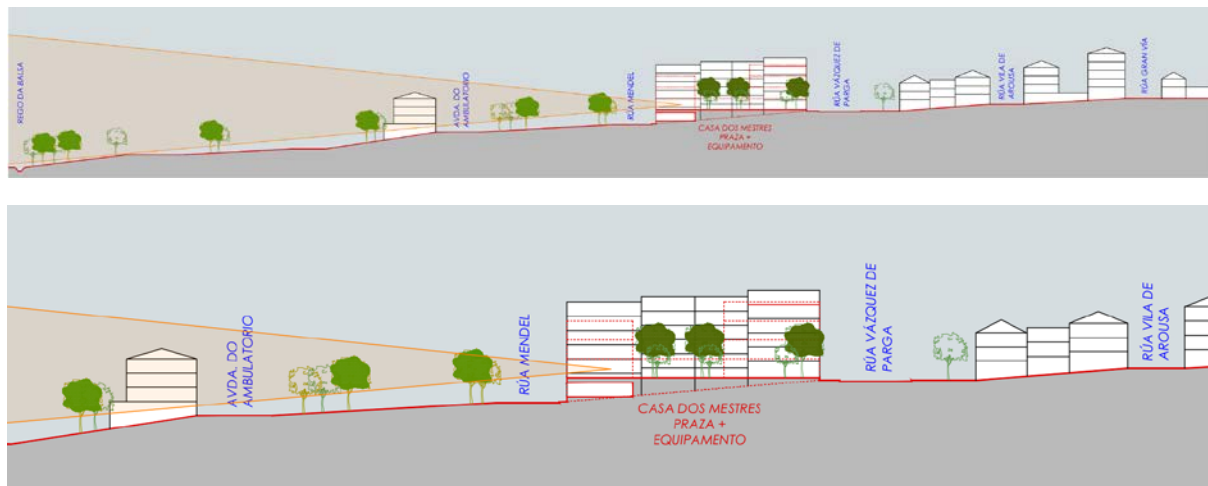 REGO DA BALSA
AVDA. DO
AMBULATORIO
RÚA MENDEL
CASA DOS MESTRES
PRAZA +
EQUIPAMENTO
RÚA VÁZQUEZ DE
PARGA
RÚA VILA DE
AROUSA
RÚA GRAN VÍA
AVDA. DO
AMBULATORIO
RÚA MENDEL
CASA DOS MESTRES
PRAZA +
EQUIPAMENTO
RÚA VÁZQUEZ DE
PARGA
RÚA VILA DE
AROUSA